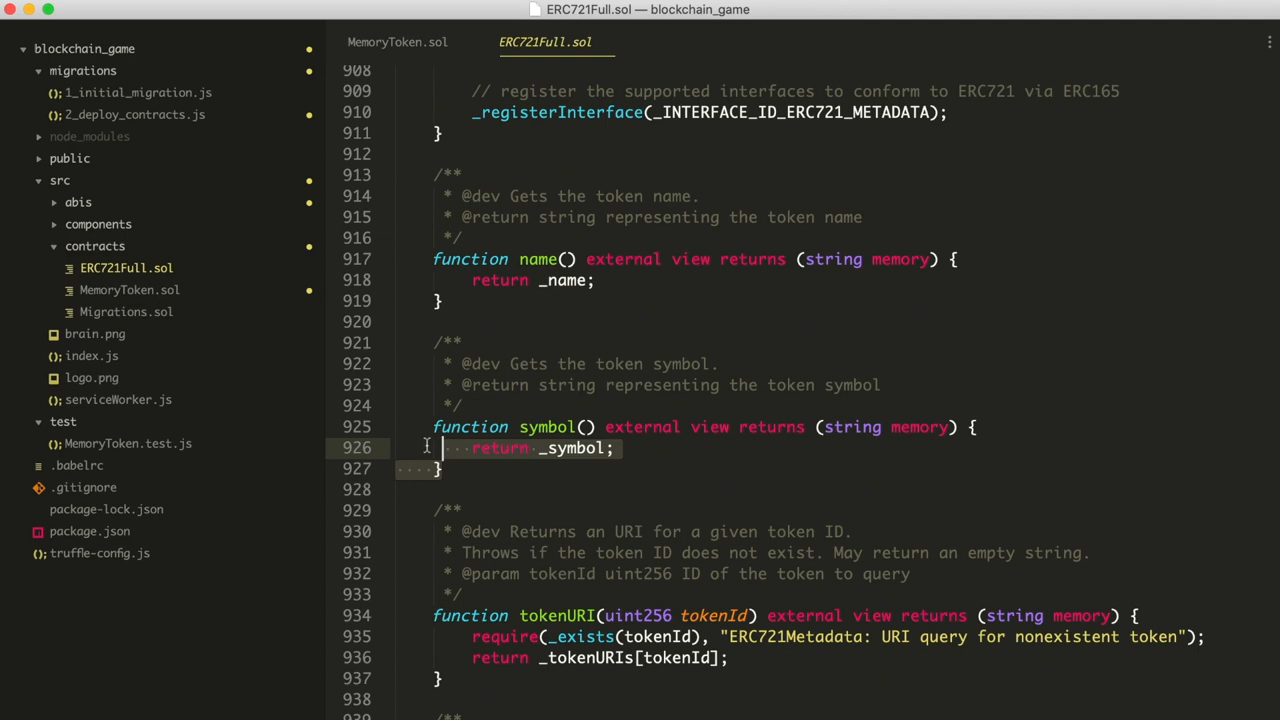 ERC721Full.sol — blockchain_game
blockchain_game
migrations
1_initial_migration.js
2_deploy_contracts.js
node_modules
public
src
abis
components
contracts
ERC721Full.sol
MemoryToken.sol
Migrations.sol
brain.png
index.js
logo.png
serviceWorker.js
test
MemoryToken.test.js
.babelrc
.gitignore
package-lock.json
package.json
truffle-config.js
MemoryToken.sol
ERC721Full.sol
908
909 // register the supported interfaces to conform to ERC721 via ERC165
910 _registerInterface(_INTERFACE_ID_ERC721_METADATA);
911 }
912
913 /**
914 * @dev Gets the token name.
915 * @return string representing the token name
916 */
917 function name() external view returns (string memory) {
918 return _name;
919 }
920
921 /**
922 * @dev Gets the token symbol.
923 * @return string representing the token symbol
924 */
925 function symbol() external view returns (string memory) {
926 return _symbol;
927 }
928
929 /**
930 * @dev Returns an URI for a given token ID.
931 * Throws if the token ID does not exist. May return an empty string.
932 * @param tokenId uint256 ID of the token to query
933 */
934 function tokenURI(uint256 tokenId) external view returns (string memory) {
935 require(_exists(tokenId), "ERC721Metadata: URI query for nonexistent token");
936 return _tokenURIs[tokenId];
937 }
938
939 /**